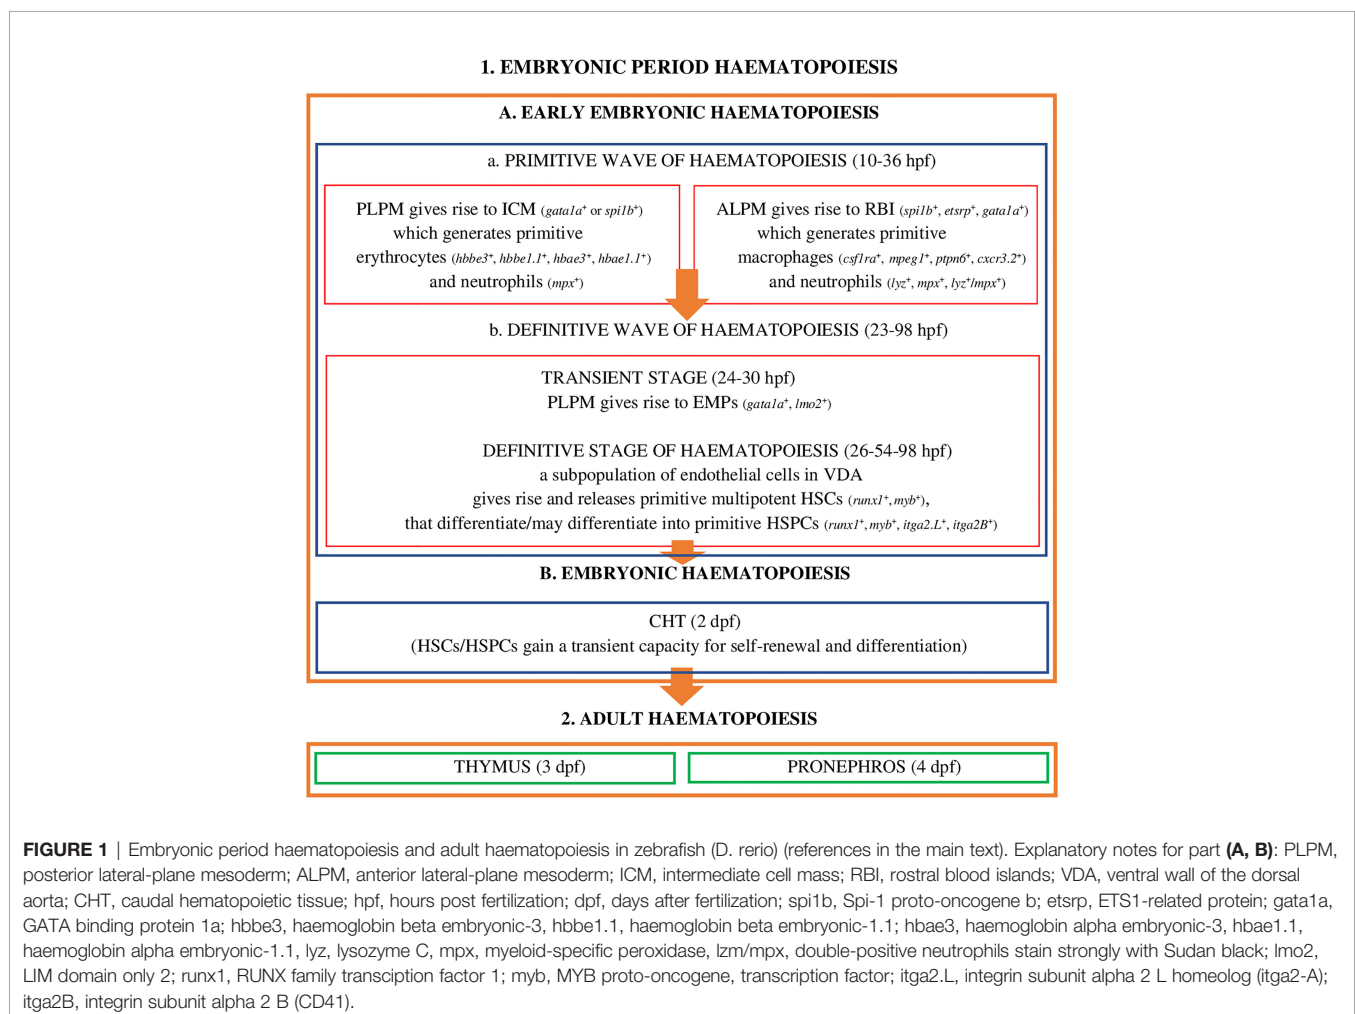 1. EMBRYONIC PERIOD HAEMATOPOIESIS
A. EARLY EMBRYONIC HAEMATOPOIESIS
a. PRIMITIVE WAVE OF HAEMATOPOIESIS (10-36 hpf)
PLPM gives rise to ICM (gata1a⁺ or spi1b⁺)
which generates primitive
erythrocytes (hbbe3⁺, hbbe1.1⁺, hbae3⁺, hbae1.1⁺)
and neutrophils (mpx⁺)
ALPM gives rise to RBI (spi1b⁺, etsrp⁺, gata1a⁺)
which generates primitive
macrophages (csf1ra⁺, mpeg1⁺, ptpn6⁺, cxcr3.2⁺)
and neutrophils (lyz⁺, mpx⁺, lyz⁺/mpx⁺)
b. DEFINITIVE WAVE OF HAEMATOPOIESIS (23-98 hpf)
TRANSIENT STAGE (24-30 hpf)
PLPM gives rise to EMPs (gata1a⁺, lmo2⁺)
DEFINITIVE STAGE OF HAEMATOPOIESIS (26-54-98 hpf)
a subpopulation of endothelial cells in VDA
gives rise and releases primitive multipotent HSCs (runx1⁺, myb⁺),
that differentiate/may differentiate into primitive HSPCs (runx1⁺, myb⁺, itga2.L⁺, itga2B⁺)
B. EMBRYONIC HAEMATOPOIESIS
CHT (2 dpf)
(HSCs/HSPCs gain a transient capacity for self-renewal and differentiation)
2. ADULT HAEMATOPOIESIS
THYMUS (3 dpf)
PRONEPHROS (4 dpf)
FIGURE 1 | Embryonic period haematopoiesis and adult haematopoiesis in zebrafish (D. rerio) (references in the main text). Explanatory notes for part (A, B): PLPM,
posterior lateral-plane mesoderm; ALPM, anterior lateral-plane mesoderm; ICM, intermediate cell mass; RBI, rostral blood islands; VDA, ventral wall of the dorsal
aorta; CHT, caudal hematopoietic tissue; hpf, hours post fertilization; dpf, days after fertilization; spi1b, Spi-1 proto-oncogene b; etsrp, ETS1-related protein; gata1a,
GATA binding protein 1a; hbbe3, haemoglobin beta embryonic-3, hbbe1.1, haemoglobin beta embryonic-1.1; hbae3, haemoglobin alpha embryonic-3, hbae1.1,
haemoglobin alpha embryonic-1.1, lyz, lysozyme C, mpx, myeloid-specific peroxidase, lzm/mpx, double-positive neutrophils stain strongly with Sudan black; lmo2,
LIM domain only 2; runx1, RUNX family transciption factor 1; myb, MYB proto-oncogene, transcription factor; itga2.L, integrin subunit alpha 2 L homeolog (itga2-A);
itga2B, integrin subunit alpha 2 B (CD41).